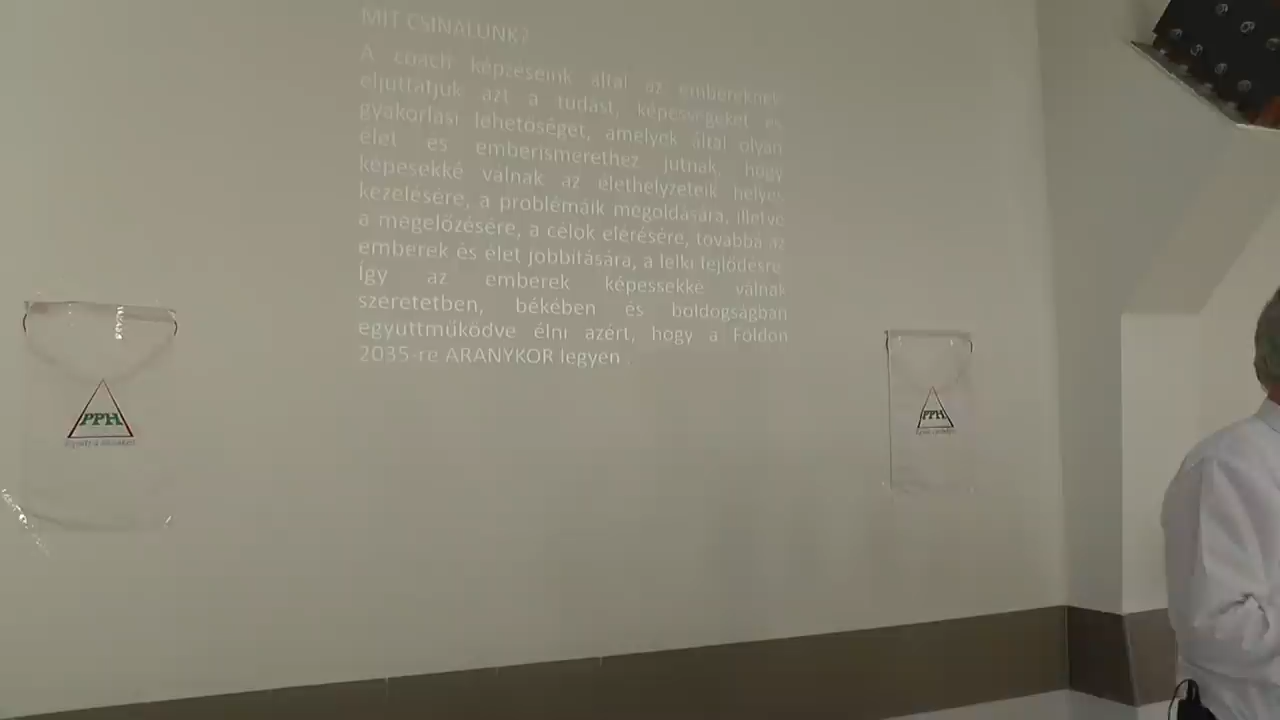 MIT CSINÁLUNK?
A coach képzéseink által az embereknek
eljuttatjuk azt a tudást, képességeket és
gyakorlási lehetőséget, amelyek által olyan
élet és emberismerethez jutnak, hogy
képesekké válnak az élethelyzeteik helyes
kezelésére, a problémáik megoldására, illetve
a megelőzésére, a célok elérésére, továbbá az
emberek és élet jobbítására, a lelki fejlődésre.
Így az emberek képessekké válnak
szeretetben, békében és boldogságban
együttműködve élni azért, hogy a Földön
2035-re ARANYKOR legyen .
PPH
PPH